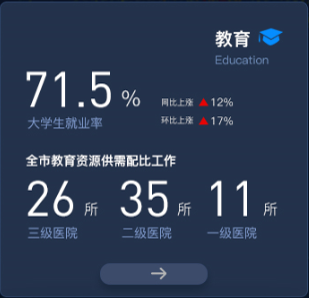 教育
Education
71.5 %
大学生就业率
同比上涨 ▲ 12%
环比上涨 ▲ 17%
全市教育资源供需配比工作
26 所 35 所 11 所
三级医院 二级医院 一级医院